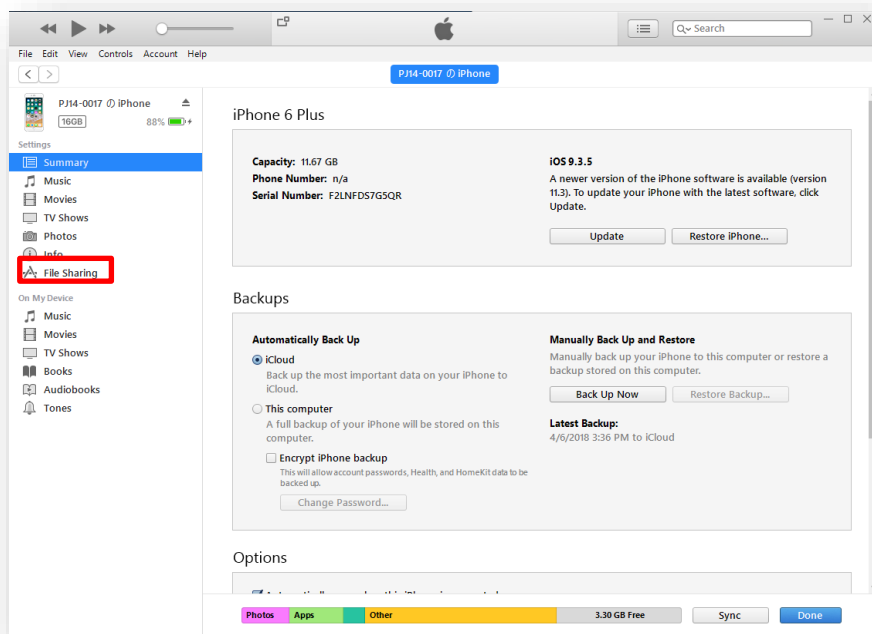 Search
File Edit View Controls Account Help
PJ14-0017 の iPhone
PJ14-0017 の iPhone
16GB 88%
Settings
Summary
Music
Movies
TV Shows
Photos
Info
File Sharing
On My Device
Music
Movies
TV Shows
Books
Audiobooks
Tones
iPhone 6 Plus
Capacity: 11.67 GB
Phone Number: n/a
Serial Number: F2LNFDS7G5QR
iOS 9.3.5
A newer version of the iPhone software is available (version
11.3). To update your iPhone with the latest software, click
Update.
Update Restore iPhone...
Backups
Automatically Back Up
iCloud
Back up the most important data on your iPhone to
iCloud.
This computer
A full backup of your iPhone will be stored on this
computer.
Encrypt iPhone backup
This will allow account passwords, Health, and HomeKit data to be
backed up.
Change Password...
Manually Back Up and Restore
Manually back up your iPhone to this computer or restore a
backup stored on this computer.
Back Up Now Restore Backup...
Latest Backup:
4/6/2018 3:36 PM to iCloud
Options
Photos Apps Other 3.30 GB Free Sync Done